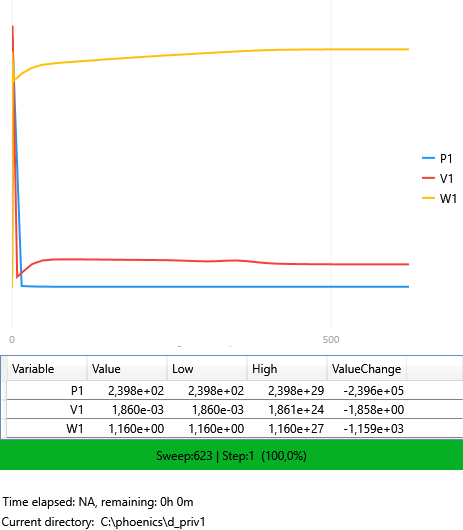 P1
V1
W1
0 500
Variable Value Low High ValueChange
P1 2,398e+02 2,398e+02 2,398e+29 -2,396e+05
V1 1,860e-03 1,860e-03 1,861e+24 -1,858e+00
W1 1,160e+00 1,160e+00 1,160e+27 -1,159e+03
Sweep:623 | Step:1 (100,0%)
Time elapsed: NA, remaining: 0h 0m
Current directory: C:\phoenics\d_priv1